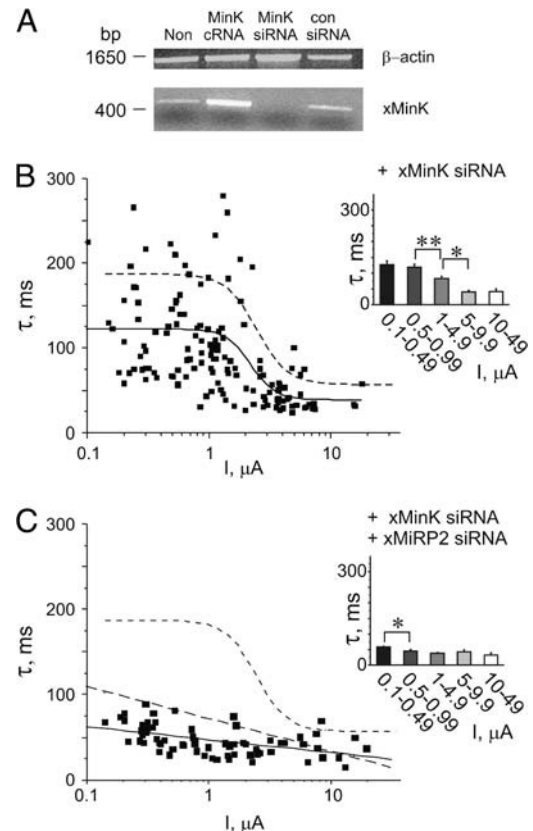 A
bp
Non
MinK cRNA
MinK siRNA
con siRNA
1650
β-actin
400
xMinK
B
+ xMinK siRNA
300
200
100
0
τ, ms
0.1
1
10
I, μA
300
0
τ, ms
**
*
0.1-0.49
0.5-0.99
1-4.9
5-9.9
10-49
I, μA
C
+ xMinK siRNA
+ xMiRP2 siRNA
300
200
100
0
τ, ms
0.1
1
10
I, μA
300
0
τ, ms
*
0.1-0.49
0.5-0.99
1-4.9
5-9.9
10-49
I, μA